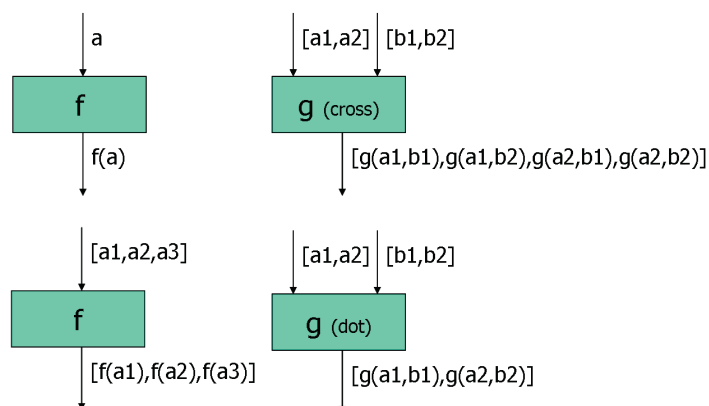 a
f
f(a)
[a1,a2]
[b1,b2]
g (cross)
[g(a1,b1),g(a1,b2),g(a2,b1),g(a2,b2)]
[a1,a2,a3]
f
[f(a1),f(a2),f(a3)]
[a1,a2]
[b1,b2]
g (dot)
[g(a1,b1),g(a2,b2)]